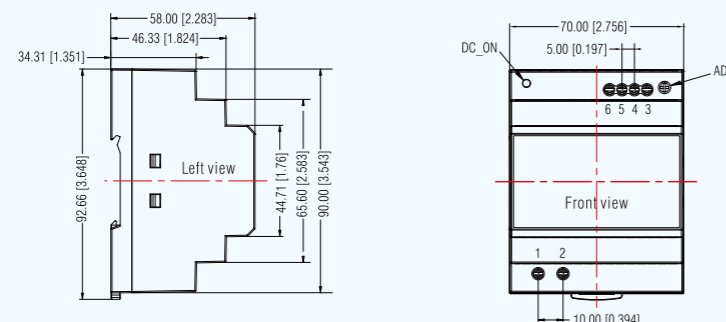 58.00 [2.283]
46.33 [1.824]
34.31 [1.351]
92.66 [3.648]
Left view
44.71 [1.76]
65.60 [2.583]
90.00 [3.543]
70.00 [2.756]
DC_ON
5.00 [0.197]
AD
6 5 4 3
Front view
1 2
10.00 [0.394]